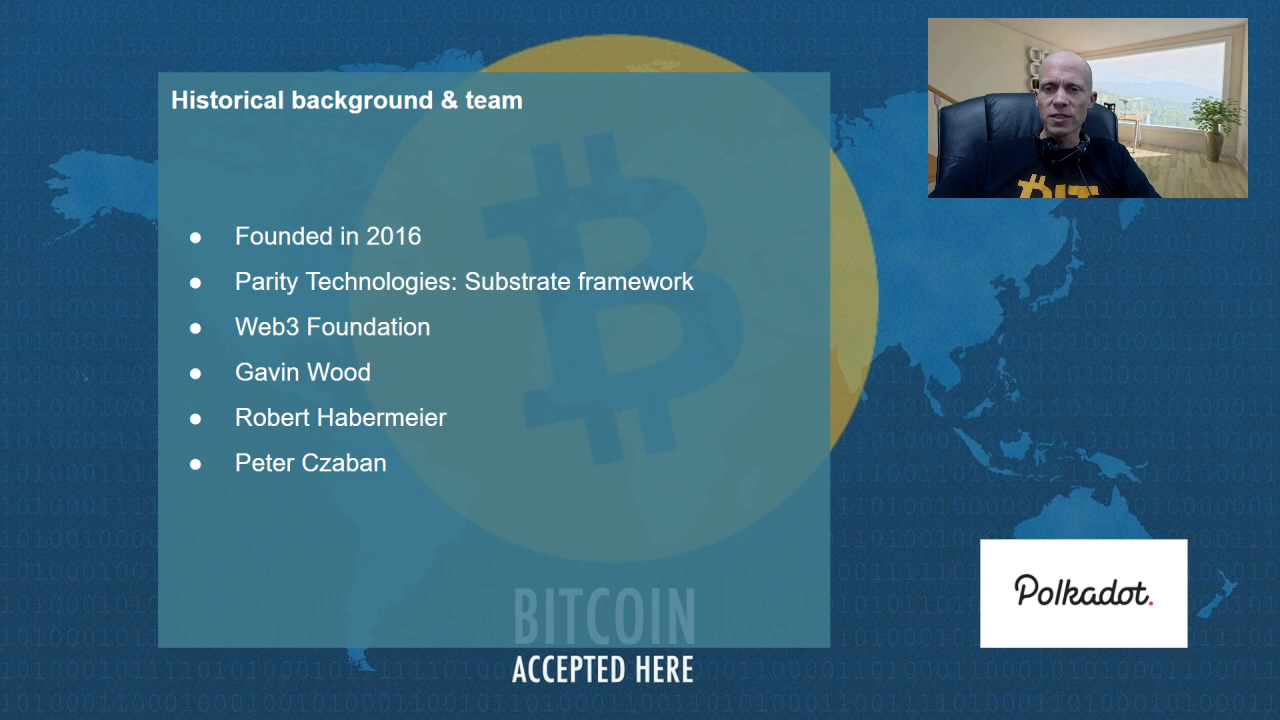 Historical background & team
● Founded in 2016
● Parity Technologies: Substrate framework
● Web3 Foundation
● Gavin Wood
● Robert Habermeier
● Peter Czaban
BIT
Polkadot.
BITCOIN
ACCEPTED HERE